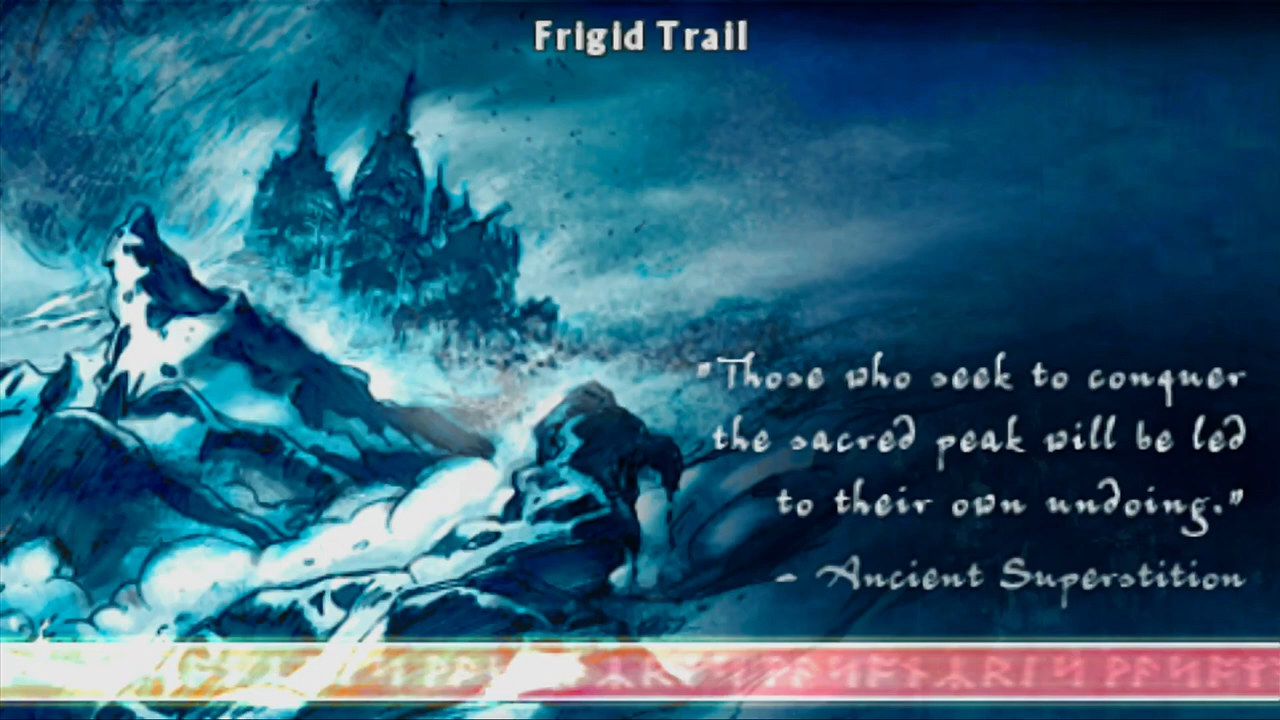 Frigid Trail
"Those who seek to conquer
the sacred peak will be led
to their own undoing."
- Ancient Superstition